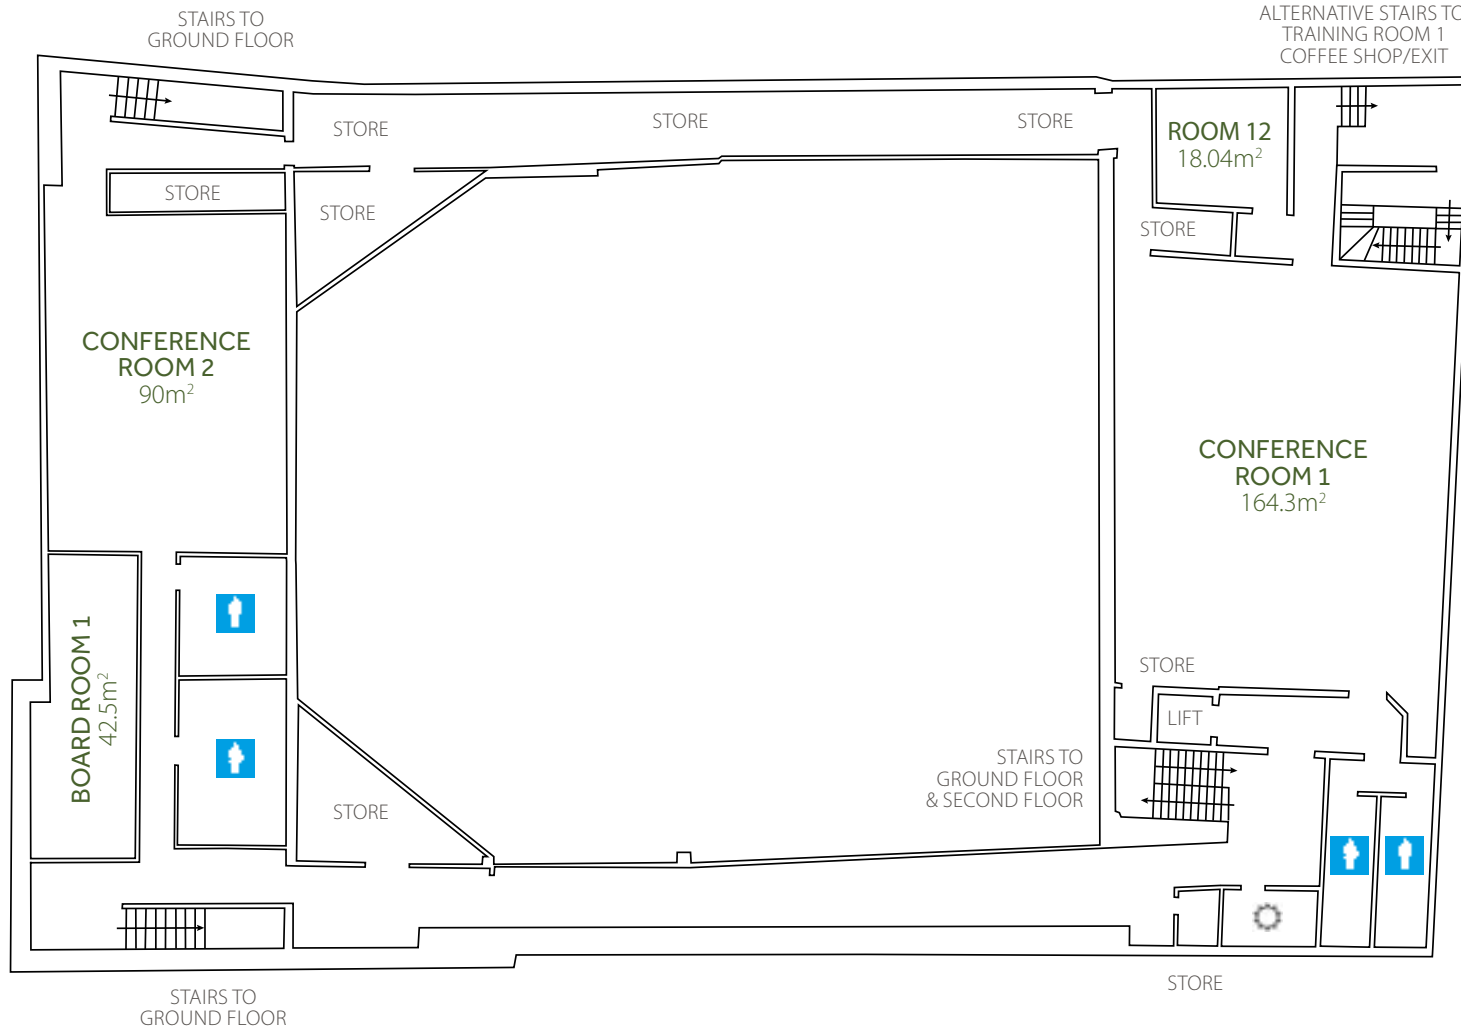 STAIRS TO
GROUND FLOOR
ALTERNATIVE STAIRS TO
TRAINING ROOM 1
COFFEE SHOP/EXIT
STORE
STORE
STORE
ROOM 12
18.04m²
STORE
STORE
STORE
CONFERENCE
ROOM 2
90m²
CONFERENCE
ROOM 1
164.3m²
BOARD ROOM 1
42.5m²
STORE
LIFT
STAIRS TO
GROUND FLOOR
& SECOND FLOOR
STORE
STORE
STAIRS TO
GROUND FLOOR